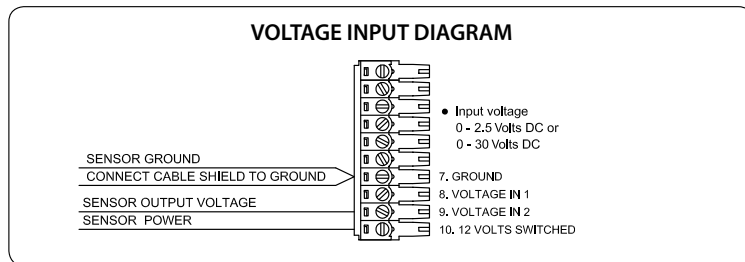 VOLTAGE INPUT DIAGRAM
• Input voltage
0 - 2.5 Volts DC or
0 - 30 Volts DC
SENSOR GROUND
CONNECT CABLE SHIELD TO GROUND
SENSOR OUTPUT VOLTAGE
SENSOR POWER
7. GROUND
8. VOLTAGE IN 1
9. VOLTAGE IN 2
10. 12 VOLTS SWITCHED